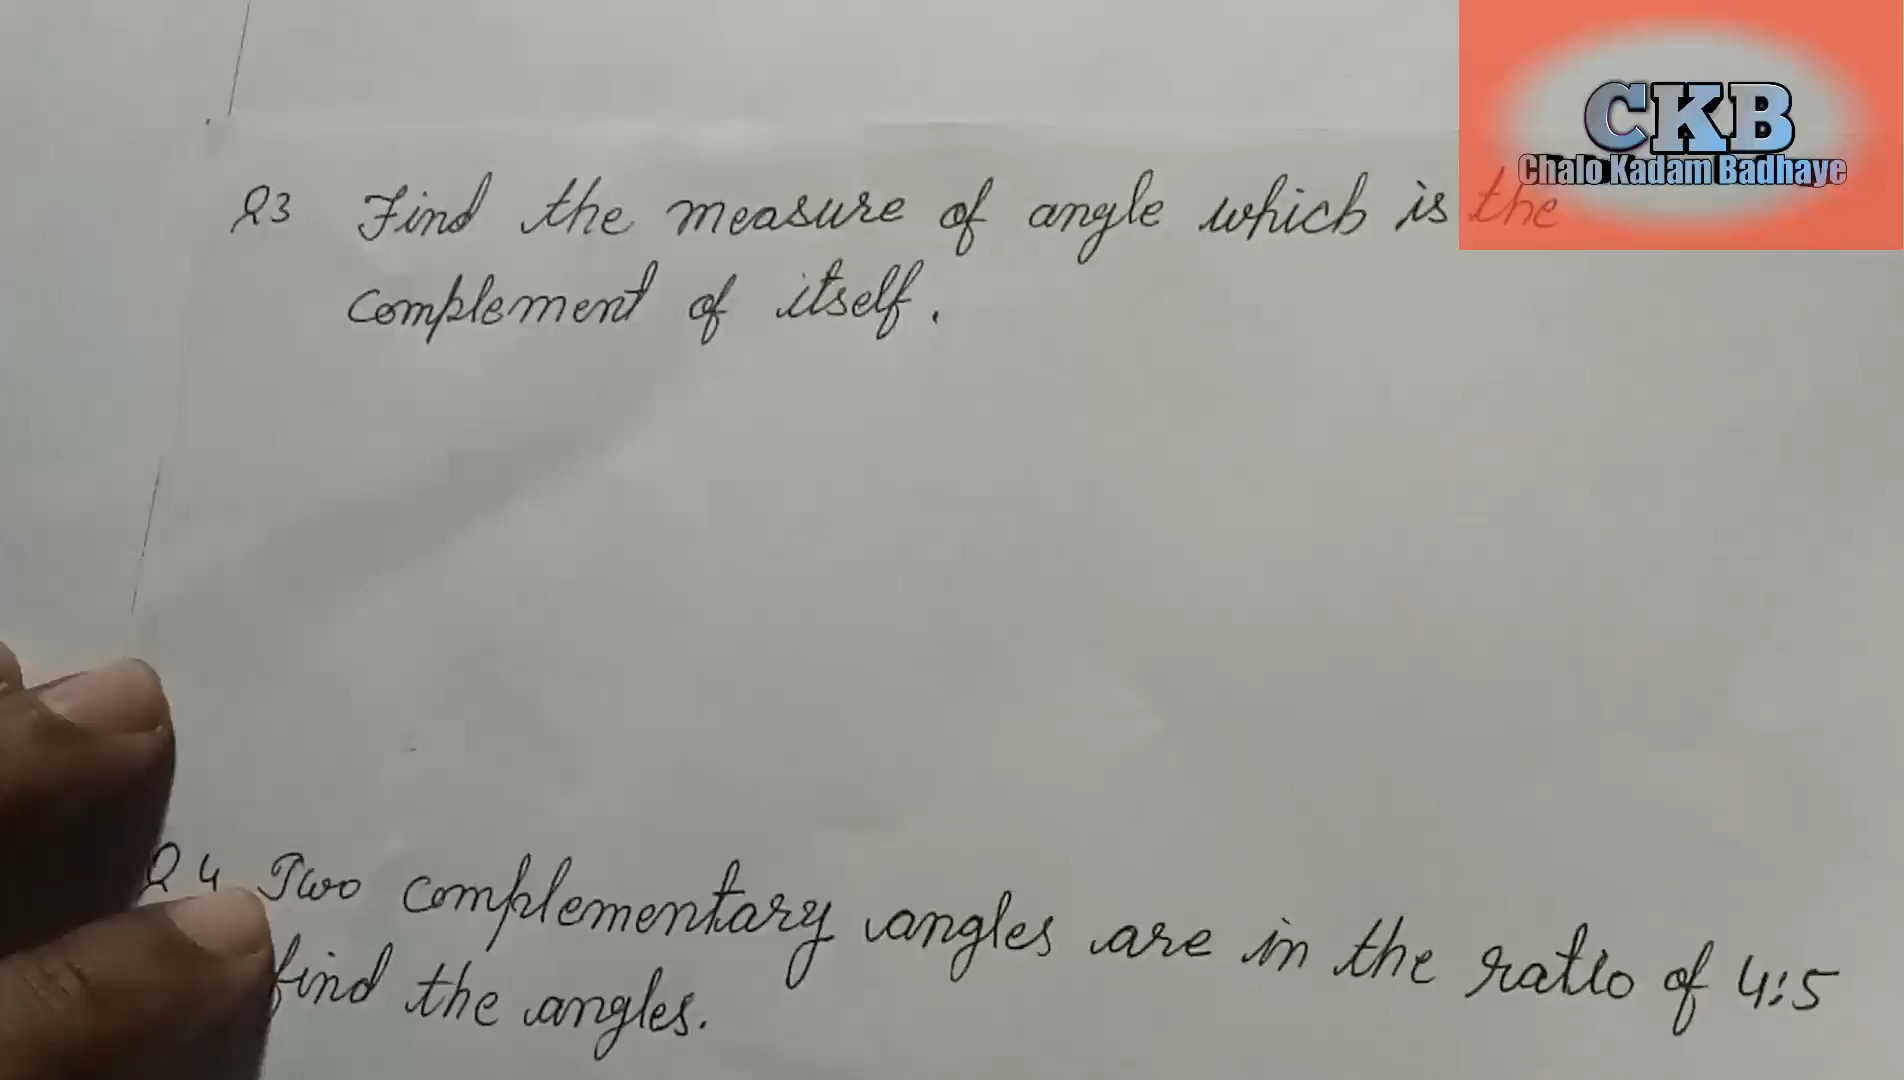 CKB
Chalo Kadam Badhaye
Q3 Find the measure of angle which is the
complement of itself.
Q4 Two complementary angles are in the ratio of 4:5
find the angles.